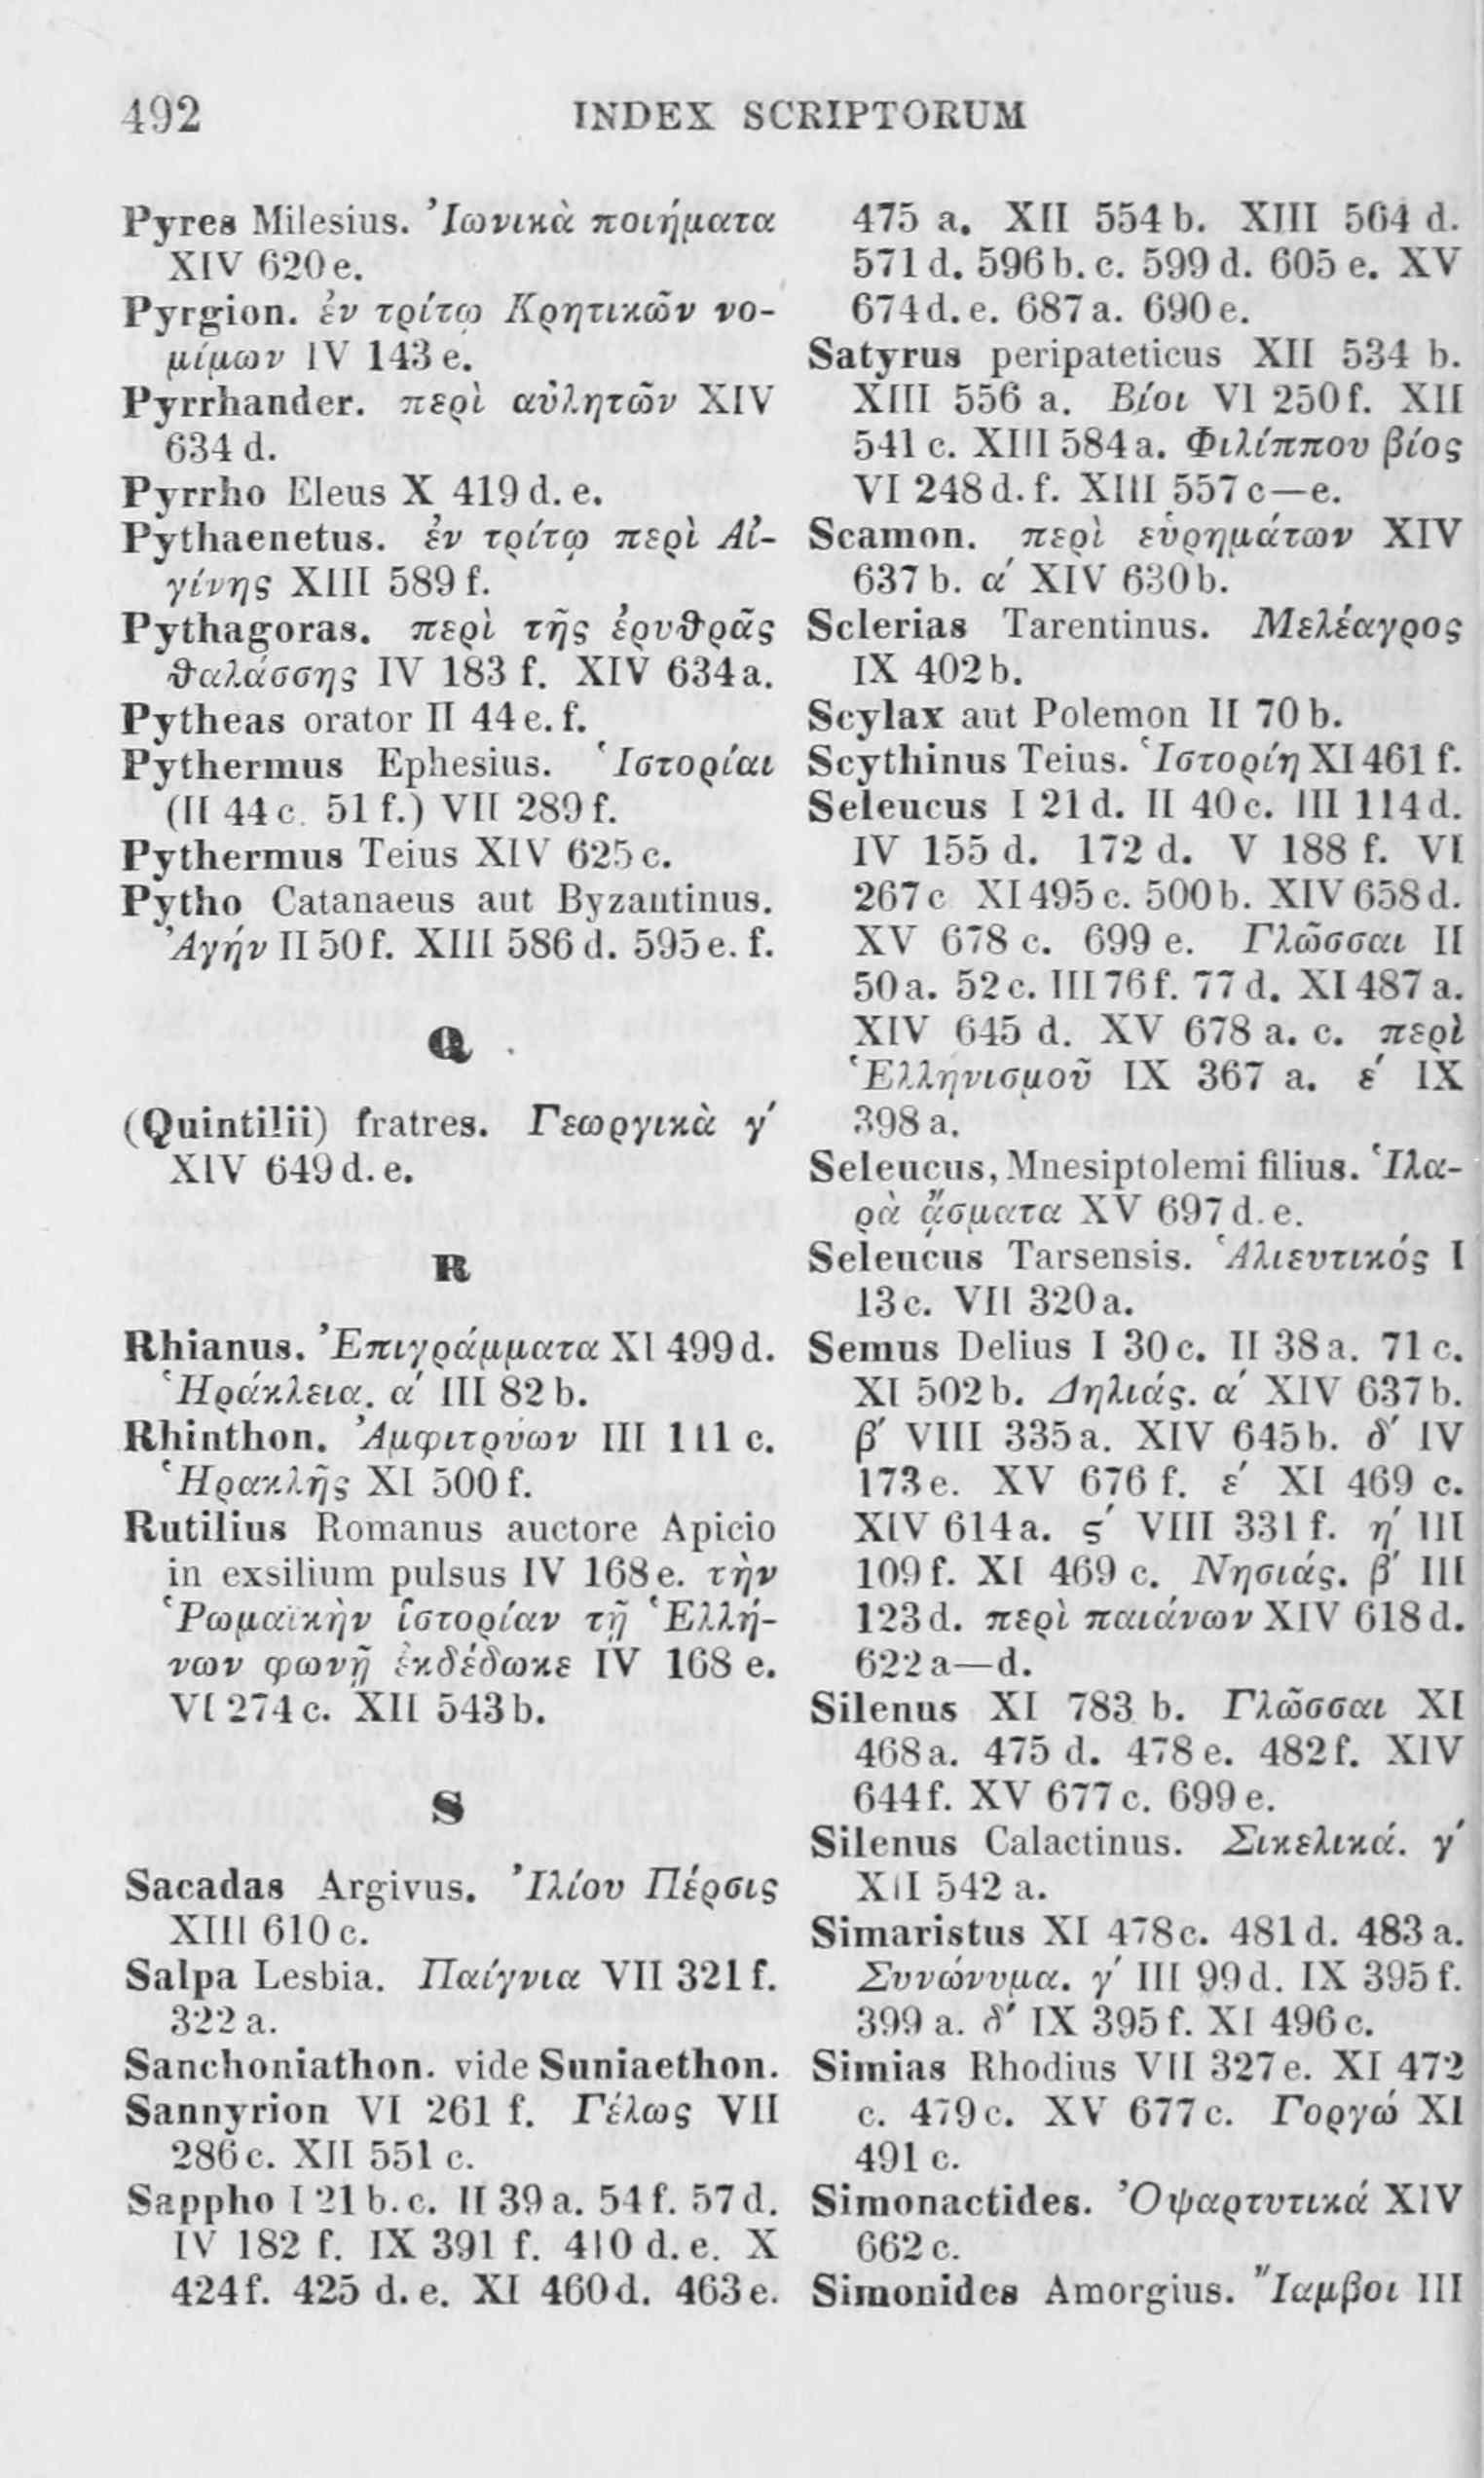 492
INDEX SCRIPTORUM
Pyres Milesius. Ἰωνικὰ ποιήματα
XIV 620 e.
Pyrgion. ἐν τρίτῳ Κρητικῶν νο-
μίμων IV 143 e.
Pyrrhander. περὶ αὐλητῶν XIV
634 d.
Pyrrho Eleus X 419 d. e.
Pythaenetus. ἐν τρίτῳ περὶ Αἰ-
γίνης XIII 589 f.
Pythagoras. περὶ τῆς ἐρυθρᾶς
θαλάσσης IV 183 f. XIV 634 a.
Pytheas orator II 44 e. f.
Pythermus Ephesius. Ἱστορίαι
(II 44 c. 51 f.) VII 289 f.
Pythermus Teius XIV 625 c.
Pytho Catanaeus aut Byzantinus.
Ἀγήν II 50 f. XIII 586 d. 595 e. f.
Q
(Quintilii) fratres. Γεωργικὰ γ΄
XIV 649 d. e.
R
Rhianus. Ἐπιγράμματα XI 499 d.
Ἡράκλεια. α΄ III 82 b.
Rhinthon. Ἀμφιτρύων III 111 c.
Ἡρακλῆς XI 500 f.
Rutilius Romanus auctore Apicio
in exsilium pulsus IV 168 e. τὴν
Ῥωμαϊκὴν ἱστορίαν τῇ Ἑλλή-
νων φωνῇ ἐκδέδωκε IV 168 e.
VI 274 c. XII 543 b.
S
Sacadas Argivus. Ἰλίου Πέρσις
XIII 610 c.
Salpa Lesbia. Παίγνια VII 321 f.
322 a.
Sanchoniathon. vide Suniaethon.
Sannyrion VI 261 f. Γέλως VII
286 c. XII 551 c.
Sappho I 21 b. c. II 39 a. 54 f. 57 d.
IV 182 f. IX 391 f. 410 d. e. X
424 f. 425 d. e. XI 460 d. 463 e.
475 a. XII 554 b. XIII 564 d.
571 d. 596 b. c. 599 d. 605 e. XV
674 d. e. 687 a. 690 e.
Satyrus peripateticus XII 534 b.
XIII 556 a. Βίοι VI 250 f. XII
541 c. XIII 584 a. Φιλίππου βίος
VI 248 d. f. XIII 557 c—e.
Scamon. περὶ εὑρημάτων XIV
637 b. α΄ XIV 630 b.
Sclerias Tarentinus. Μελέαγρος
IX 402 b.
Scylax aut Polemon II 70 b.
Scythinus Teius. Ἱστορίη XI 461 f.
Seleucus I 21 d. II 40 c. III 114 d.
IV 155 d. 172 d. V 188 f. VI
267 c XI 495 c. 500 b. XIV 658 d.
XV 678 c. 699 e. Γλῶσσαι II
50 a. 52 c. III 76 f. 77 d. XI 487 a.
XIV 645 d. XV 678 a. c. περὶ
Ἑλληνισμοῦ IX 367 a. ε΄ IX
398 a.
Seleucus, Mnesiptolemi filius. Ἱλα-
ρὰ ᾄσματα XV 697 d. e.
Seleucus Tarsensis. Ἁλιευτικός I
13 c. VII 320 a.
Semus Delius I 30 c. II 38 a. 71 c.
XI 502 b. Δηλιάς. α΄ XIV 637 b.
β΄ VIII 335 a. XIV 645 b. δ΄ IV
173 e. XV 676 f. ε΄ XI 469 c.
XIV 614 a. ς΄ VIII 331 f. η΄ III
109 f. XI 469 c. Νησιάς. β΄ III
123 d. περὶ παιάνων XIV 618 d.
622 a—d.
Silenus XI 783 b. Γλῶσσαι XI
468 a. 475 d. 478 e. 482 f. XIV
644 f. XV 677 c. 699 e.
Silenus Calactinus. Σικελικά. γ΄
XII 542 a.
Simaristus XI 478 c. 481 d. 483 a.
Συνώνυμα. γ΄ III 99 d. IX 395 f.
399 a. δ΄ IX 395 f. XI 496 c.
Simias Rhodius VII 327 e. XI 472
c. 479 c. XV 677 c. Γοργώ XI
491 c.
Simonactides. Ὀψαρτυτικά XIV
662 c.
Simonides Amorgius. Ἴαμβοι III